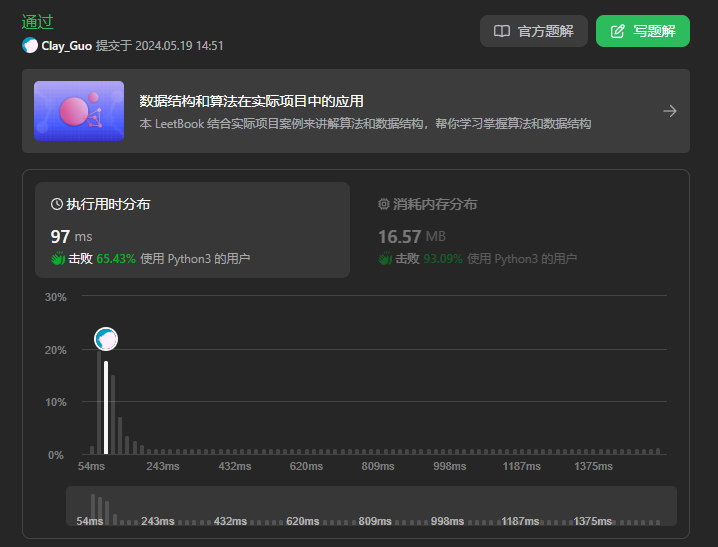 通过
官方题解
写题解
Clay_Guo 提交于 2024.05.19 14:51
数据结构和算法在实际项目中的应用
本 LeetBook 结合实际项目案例来讲解算法和数据结构，帮你学习掌握算法和数据结构
执行用时分布
97 ms
击败 65.43% 使用 Python3 的用户
消耗内存分布
16.57 MB
击败 93.09% 使用 Python3 的用户
30%
20%
10%
0%
54ms 243ms 432ms 620ms 809ms 998ms 1187ms 1375ms
54ms 243ms 432ms 620ms 809ms 998ms 1187ms 1375ms